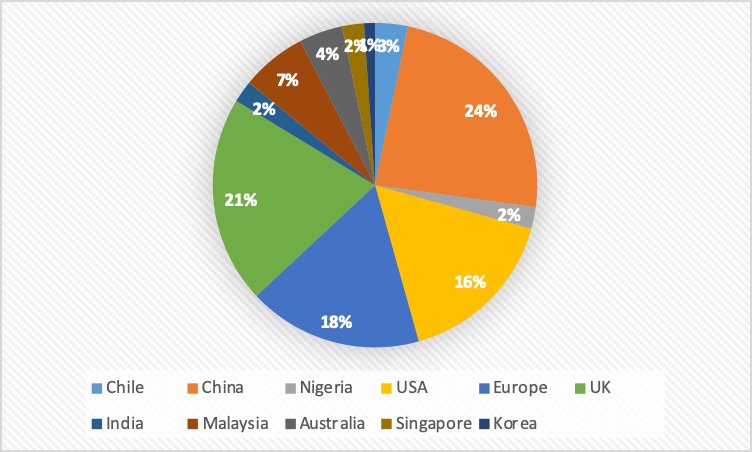 2% 1% 3%
4%
7%
2%
24%
21%
2%
16%
18%
Chile China Nigeria USA Europe UK
India Malaysia Australia Singapore Korea